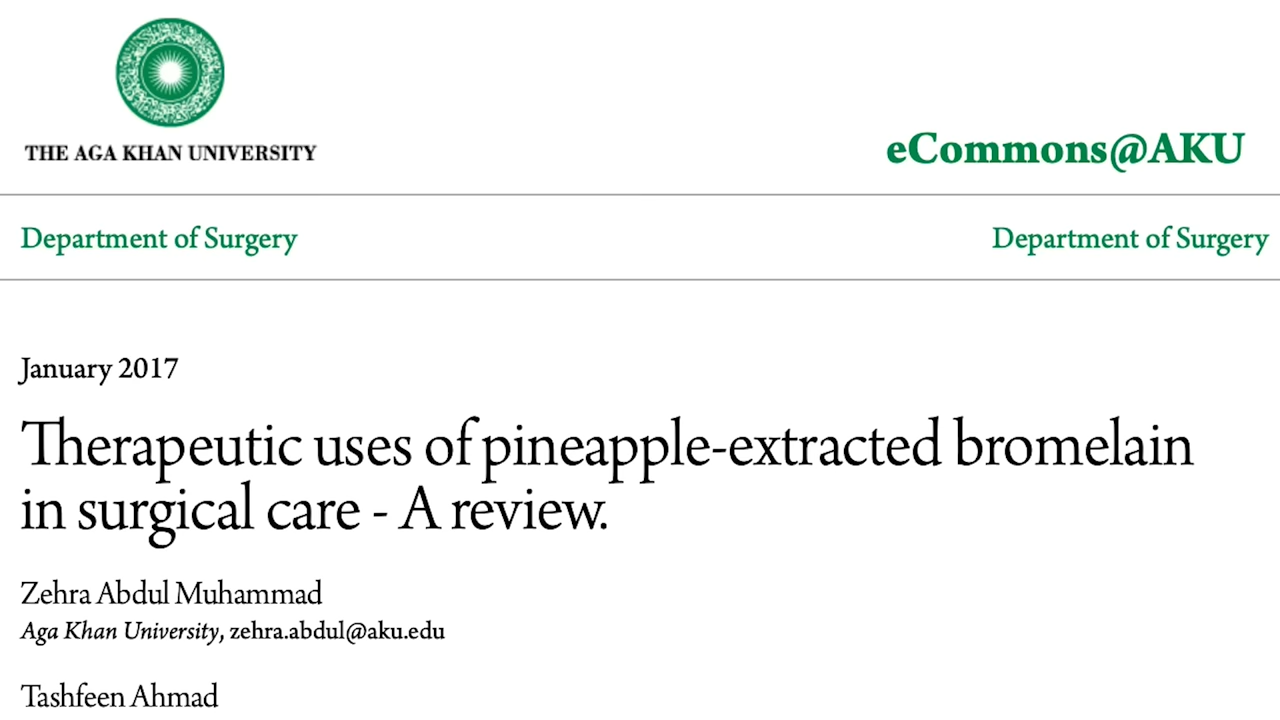 THE AGA KHAN UNIVERSITY
eCommons@AKU
Department of Surgery
Department of Surgery
January 2017
Therapeutic uses of pineapple-extracted bromelain
in surgical care - A review.
Zehra Abdul Muhammad
Aga Khan University, zehra.abdul@aku.edu
Tashfeen Ahmad